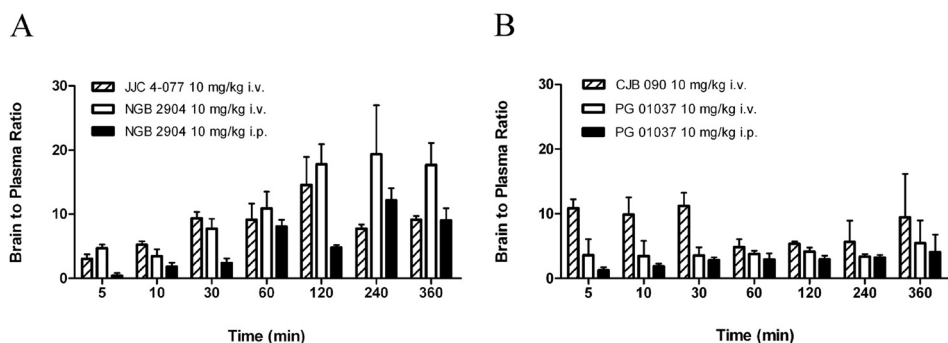 A
Brain to Plasma Ratio
30
20
10
0
JJC 4-077 10 mg/kg i.v.
NGB 2904 10 mg/kg i.v.
NGB 2904 10 mg/kg i.p.
5 10 30 60 120 240 360
Time (min)
B
Brain to Plasma Ratio
30
20
10
0
CJB 090 10 mg/kg i.v.
PG 01037 10 mg/kg i.v.
PG 01037 10 mg/kg i.p.
5 10 30 60 120 240 360
Time (min)